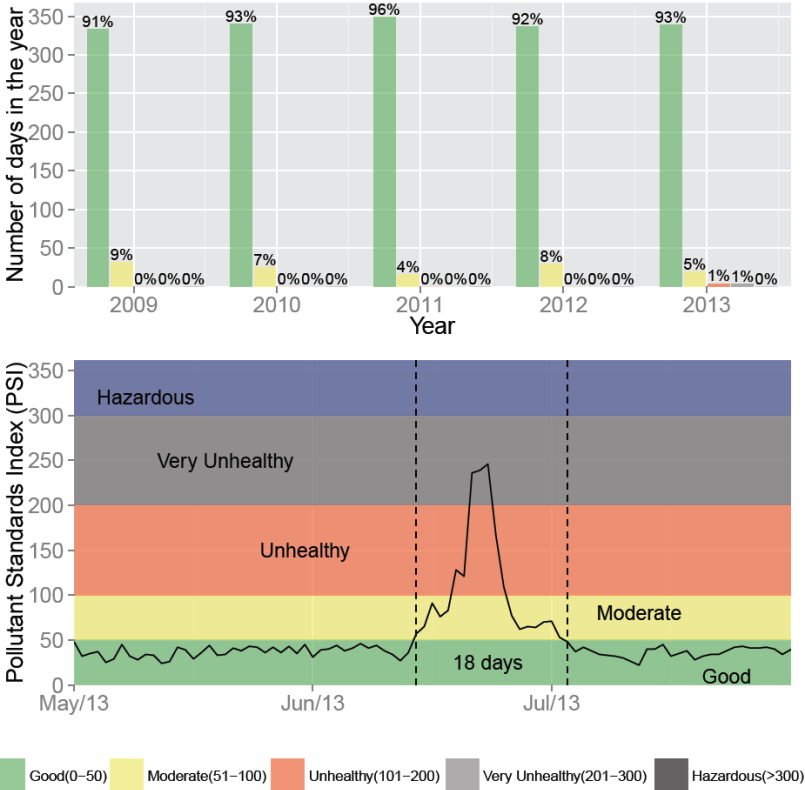 Number of days in the year
350
300
250
200
150
100
50
0
91% 9% 0% 0% 0%
93% 7% 0% 0% 0%
96% 4% 0% 0% 0%
92% 8% 0% 0% 0%
93% 5% 1% 1% 0%
2009 2010 2011 2012 2013
Year
Pollutant Standards Index (PSI)
350
300
250
200
150
100
50
0
Hazardous
Very Unhealthy
Unhealthy
Moderate
18 days
Good
May/13 Jun/13 Jul/13
Good(0−50) Moderate(51−100) Unhealthy(101−200) Very Unhealthy(201−300) Hazardous(>300)